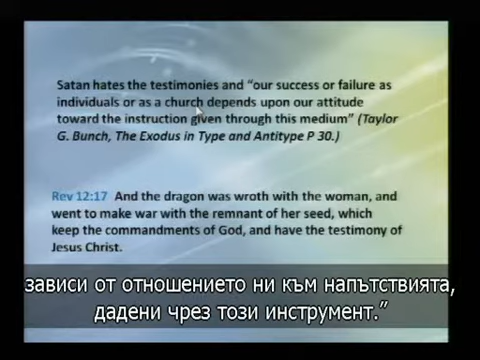 Satan hates the testimonies and “our success or failure as
individuals or as a church depends upon our attitude
toward the instruction given through this medium” (Taylor
G. Bunch, The Exodus in Type and Antitype P 30.)
Rev 12:17 And the dragon was wroth with the woman, and
went to make war with the remnant of her seed, which
keep the commandments of God, and have the testimony of
Jesus Christ.
зависи от отношението ни към напътствията,
дадени чрез този инструмент.”